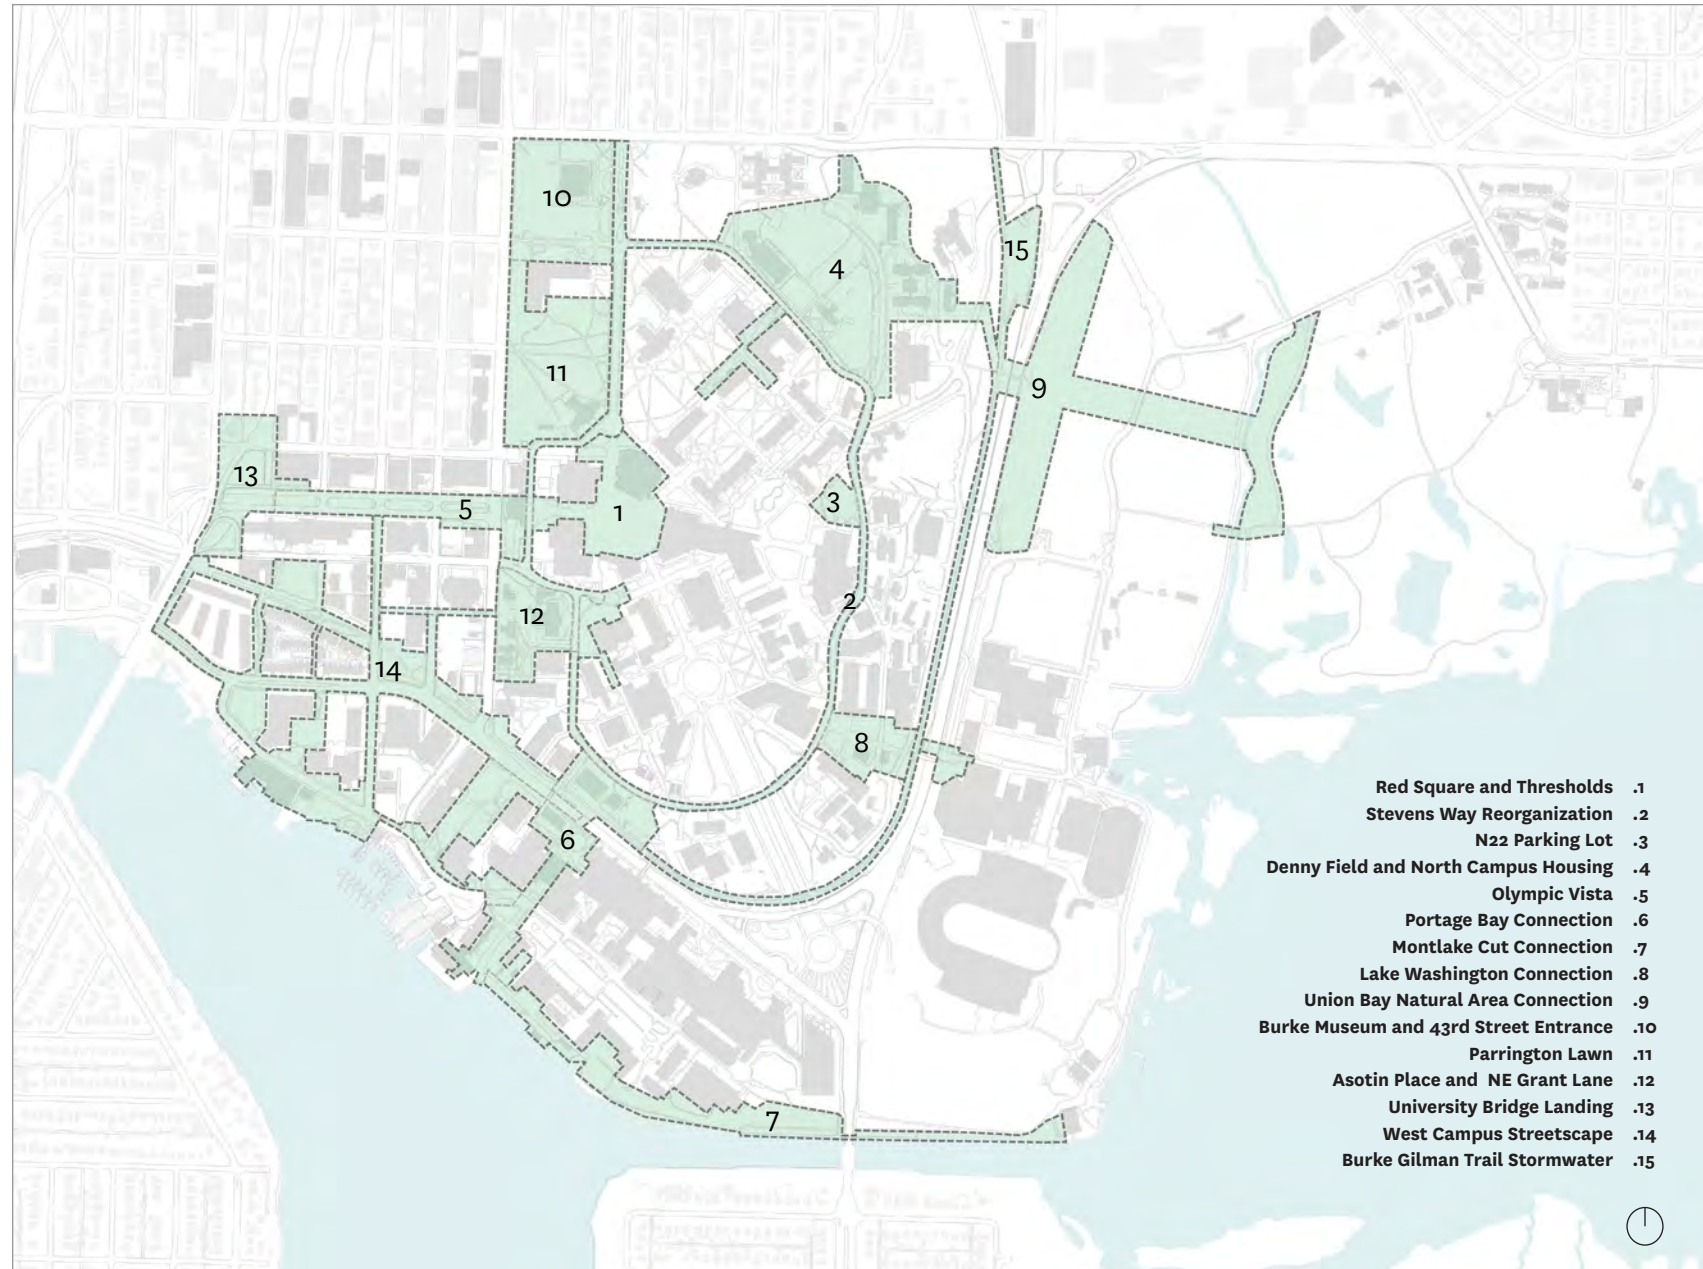 10
4
15
11
9
13
5
1
3
2
12
14
8
6
7
Red Square and Thresholds .1
Stevens Way Reorganization .2
N22 Parking Lot .3
Denny Field and North Campus Housing .4
Olympic Vista .5
Portage Bay Connection .6
Montlake Cut Connection .7
Lake Washington Connection .8
Union Bay Natural Area Connection .9
Burke Museum and 43rd Street Entrance .10
Parrington Lawn .11
Asotin Place and NE Grant Lane .12
University Bridge Landing .13
West Campus Streetscape .14
Burke Gilman Trail Stormwater .15